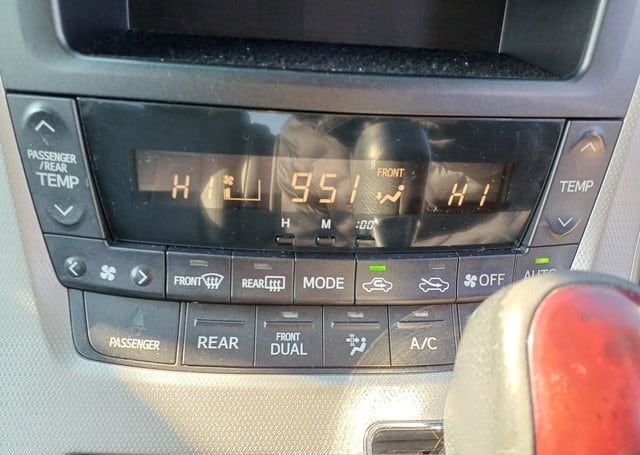 PASSENGER
/REAR
TEMP
HI
951
FRONT
HI
TEMP
H M :00
FRONT
REAR
MODE
OFF
AUTO
PASSENGER
REAR
FRONT
DUAL
A/C